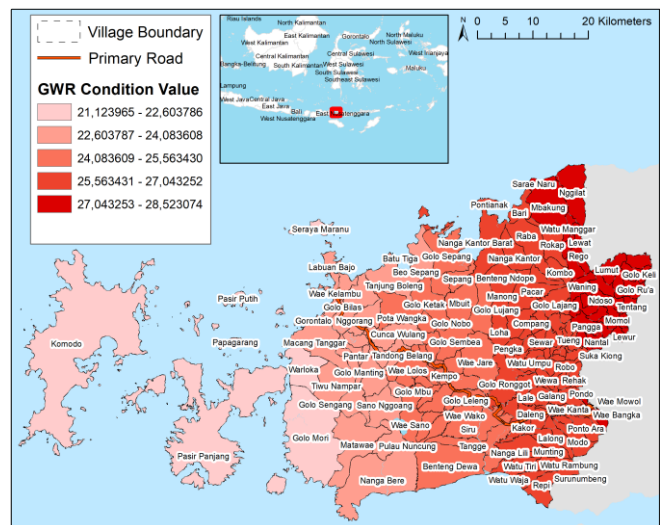 Village Boundary
Primary Road
GWR Condition Value
21,123965 - 22,603786
22,603787 - 24,083608
24,083609 - 25,563430
25,563431 - 27,043252
27,043253 - 28,523074
Riau Islands
North Kalimantan
East Kalimantan
West Kalimantan
Gorontalo
North Maluku
North Sulawesi
Central Kalimantan
Central Sulawesi
West Irianjaya
Bangka-Belitung
South Kalimantan
West Sulawesi
Maluku
South Sulawesi
Southeast Sulawesi
Lampung
West Java
Central Java
East Jawa
Bali
West Nusatenggara
N
0 5 10 20 Kilometers
Sarae Naru
Nggilat
Pontianak
Bari
Mbakung
Seraya Maranu
Watu Manggar
Raba
Nanga Kantor Barat
Rokap
Lewat
Batu Tiga
Golo Sepang
Nanga Kantor
Rego
Labuan Bajo
Beo Sepang
Kombo
Lumut
Golo Keli
Sepang
Benteng Ndope
Wae Kelambu
Tanjung Boleng
Pacar
Waning
Golo Ru'a
Pasir Putih
Golo Bilas
Golo Ketak
Mbuit
Manong
Ndoso
Tentang
Golo Lujang
Golo Lajang
Gorontalo
Nggorang
Pota Wangka
Golo Nobo
Compang
Momol
Pangga
Komodo
Papagarang
Macang Tanggar
Cunca Wulang
Golo Sembea
Loha
Sewar
Tueng
Nantal
Lewur
Pengka
Suka Kiong
Pantar
Tandong Belang
Warloka
Wae Jare
Watu Umpu
Robo
Golo Manting
Wae Lolos
Kempo
Tiwu Nampar
Golo Ronggot
Wewa
Rehak
Golo Mbu
Pondo
Golo Sengang
Sano Nggoang
Golo Leleng
Lale
Galang
Wae Mowol
Wae Wako
Daleng
Wae Kanta
Wae Bangka
Wae Sano
Siru
Kakor
Ponto Ara
Golo Mori
Lalong
Modo
Matawae
Pulau Nuncung
Tangge
Pasir Panjang
Nanga Lili
Munting
Benteng Dewa
Watu Tiri
Wae Rambung
Nanga Bere
Watu Waja
Repi
Surunumbeng